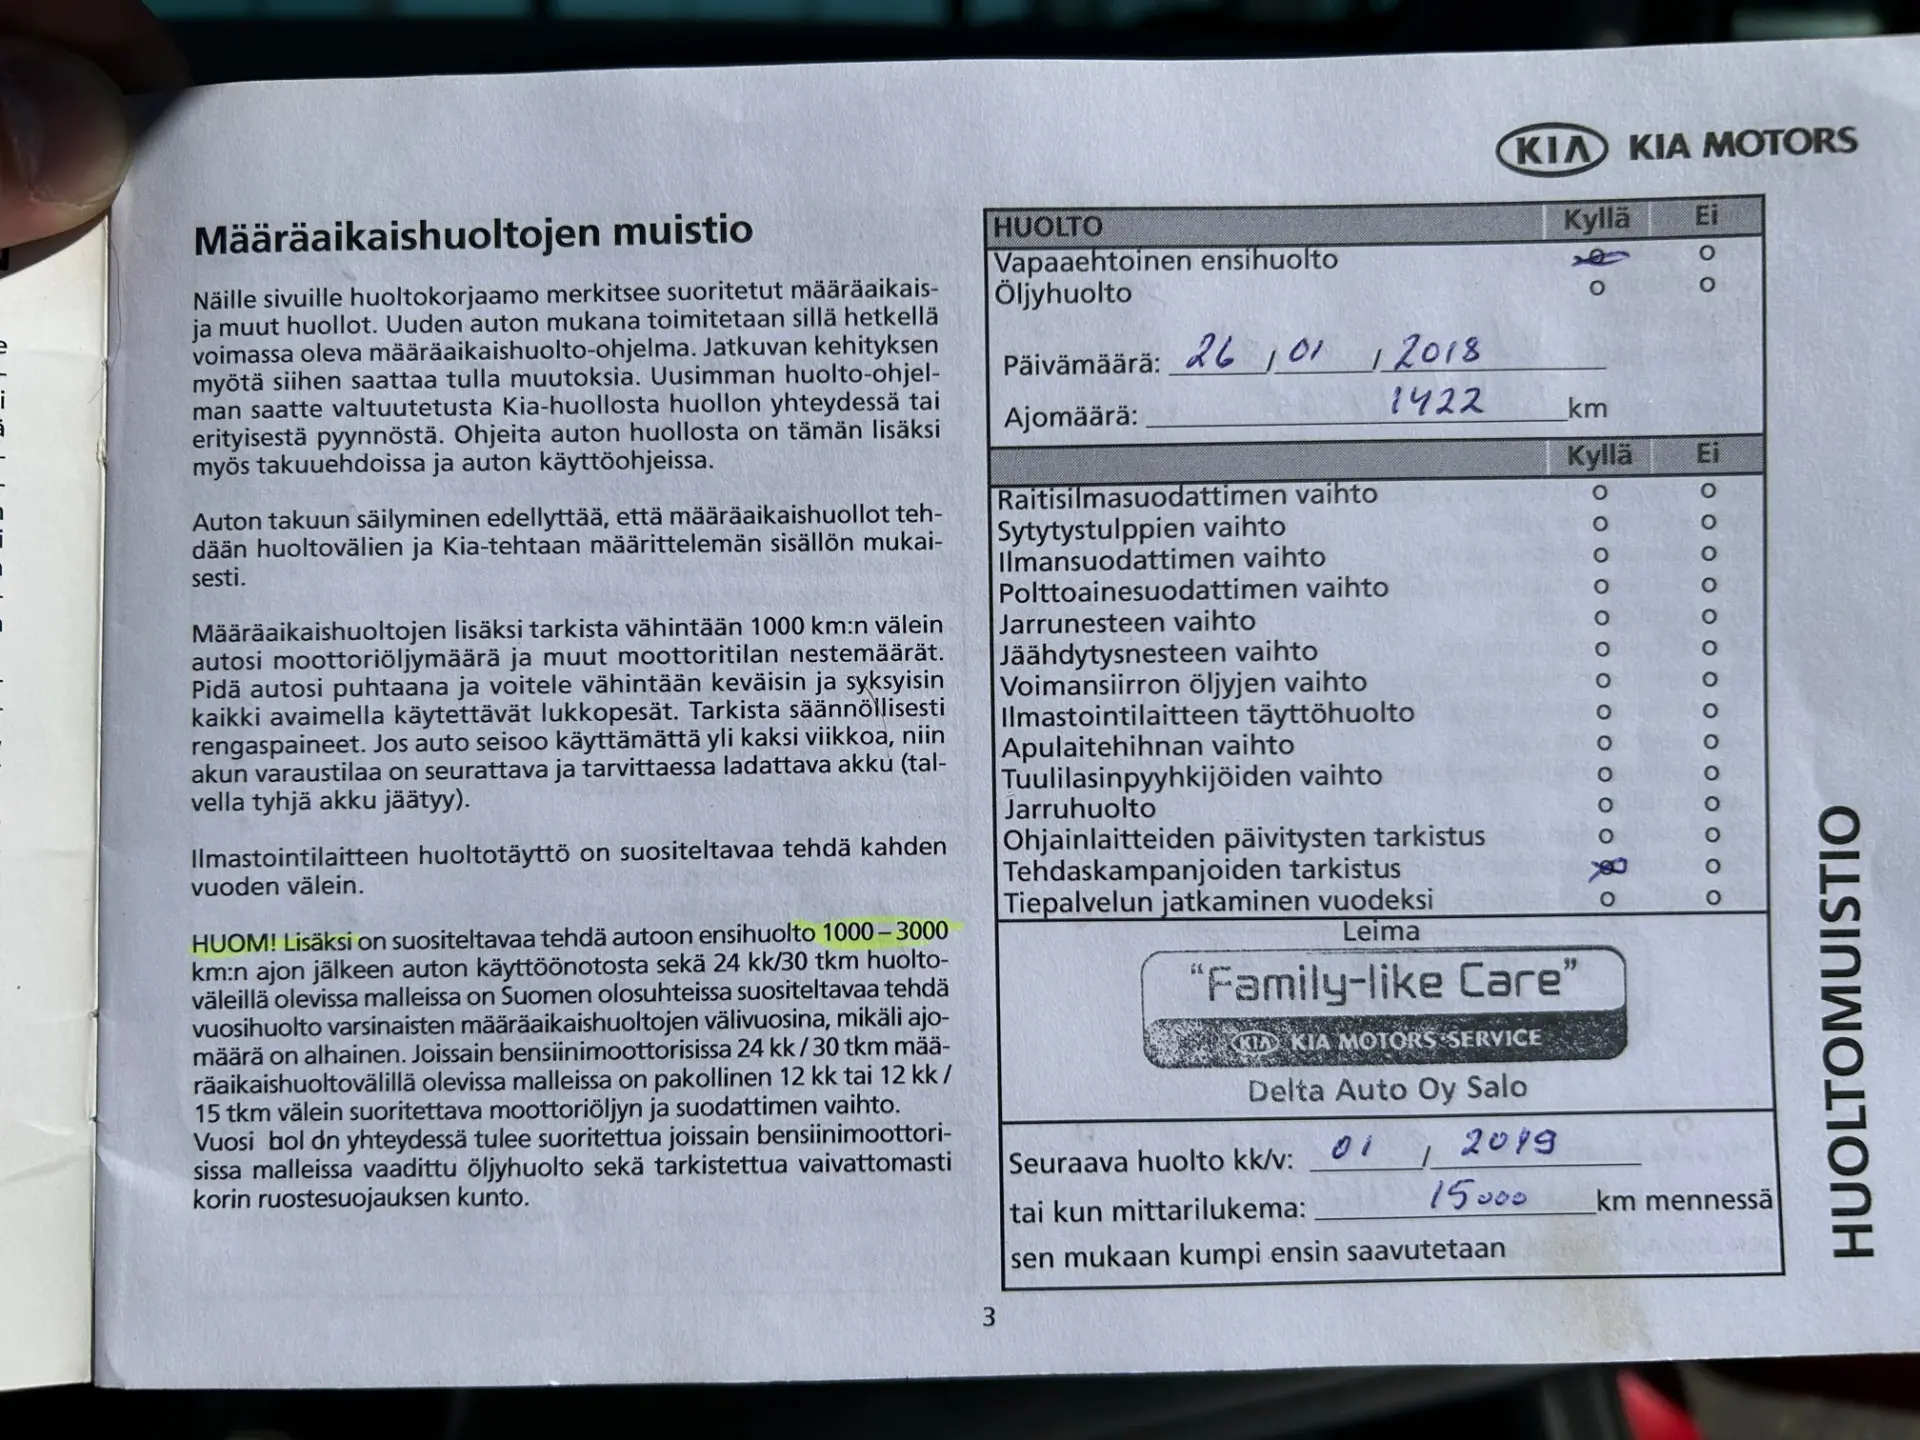 KIA KIA MOTORS
Määräaikaishuoltojen muistio
Näille sivuille huoltokorjaamo merkitsee suoritetut määräaikais-
ja muut huollot. Uuden auton mukana toimitetaan sillä hetkellä
voimassa oleva määräaikaishuolto-ohjelma. Jatkuvan kehityksen
myötä siihen saattaa tulla muutoksia. Uusimman huolto-ohjel-
man saatte valtuutetusta Kia-huollosta huollon yhteydessä tai
erityisestä pyynnöstä. Ohjeita auton huollosta on tämän lisäksi
myös takuuehdoissa ja auton käyttöohjeissa.
Auton takuun säilyminen edellyttää, että määräaikaishuollot teh-
dään huoltovälien ja Kia-tehtaan määrittelemän sisällön mukai-
sesti.
Määräaikaishuoltojen lisäksi tarkista vähintään 1000 km:n välein
autosi moottoriöljymäärä ja muut moottoritilan nestemäärät.
Pidä autosi puhtaana ja voitele vähintään keväisin ja syksyisin
kaikki avaimella käytettävät lukkopesät. Tarkista säännöllisesti
rengaspaineet. Jos auto seisoo käyttämättä yli kaksi viikkoa, niin
akun varaustilaa on seurattava ja tarvittaessa ladattava akku (tal-
vella tyhjä akku jäätyy).
Ilmastointilaitteen huoltotäyttö on suositeltavaa tehdä kahden
vuoden välein.
HUOM! Lisäksi on suositeltavaa tehdä autoon ensihuolto 1000 – 3000
km:n ajon jälkeen auton käyttöönotosta sekä 24 kk/30 tkm huolto-
väleillä olevissa malleissa on Suomen olosuhteissa suositeltavaa tehdä
vuosihuolto varsinaisten määräaikaishuoltojen välivuosina, mikäli ajo-
määrä on alhainen. Joissain bensiinimoottorisissa 24 kk / 30 tkm mää-
räaikaishuoltovälillä olevissa malleissa on pakollinen 12 kk tai 12 kk /
15 tkm välein suoritettava moottoriöljyn ja suodattimen vaihto.
Vuosi yhteydessä tulee suoritettua joissain bensiinimoottori-
sissa malleissa vaadittu öljyhuolto sekä tarkistettua vaivattomasti
korin ruostesuojauksen kunto.
HUOLTO Kyllä Ei
Vapaaehtoinen ensihuolto o o
Öljyhuolto o o
Päivämäärä: 26 / 01 / 2018
Ajomäärä: 1422 km
Kyllä Ei
Raitisilmasuodattimen vaihto o o
Sytytystulppien vaihto o o
Ilmansuodattimen vaihto o o
Polttoainesuodattimen vaihto o o
Jarrunesteen vaihto o o
Jäähdytysnesteen vaihto o o
Voimansiirron öljyjen vaihto o o
Ilmastointilaitteen täyttöhuolto o o
Apulaitehihnan vaihto o o
Tuulilasinpyyhkijöiden vaihto o o
Jarruhuolto o o
Ohjainlaitteiden päivitysten tarkistus o o
Tehdaskampanjoiden tarkistus o o
Tiepalvelun jatkaminen vuodeksi o o
Leima
"Family-like Care"
KIA KIA MOTORS SERVICE
Delta Auto Oy Salo
Seuraava huolto kk/v: 01 / 2019
tai kun mittarilukema: 15000 km mennessä
sen mukaan kumpi ensin saavutetaan
HUOLTOMUISTIO
3